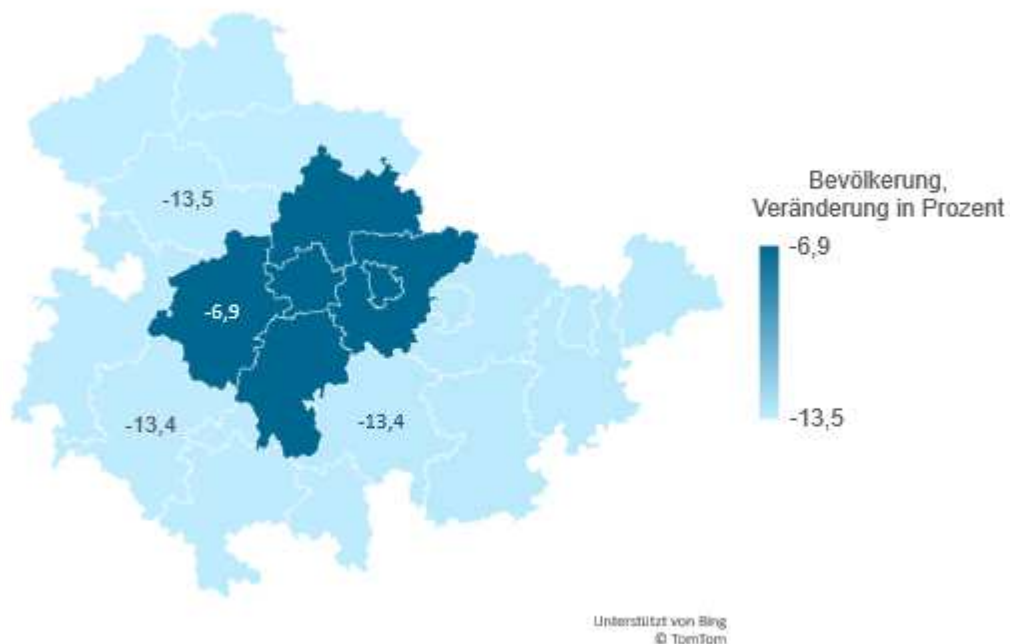 -13,5
-6,9
-13,4
-13,4
Bevölkerung,
Veränderung in Prozent
-6,9
-13,5
Unterstützt von Bing
© TomTom